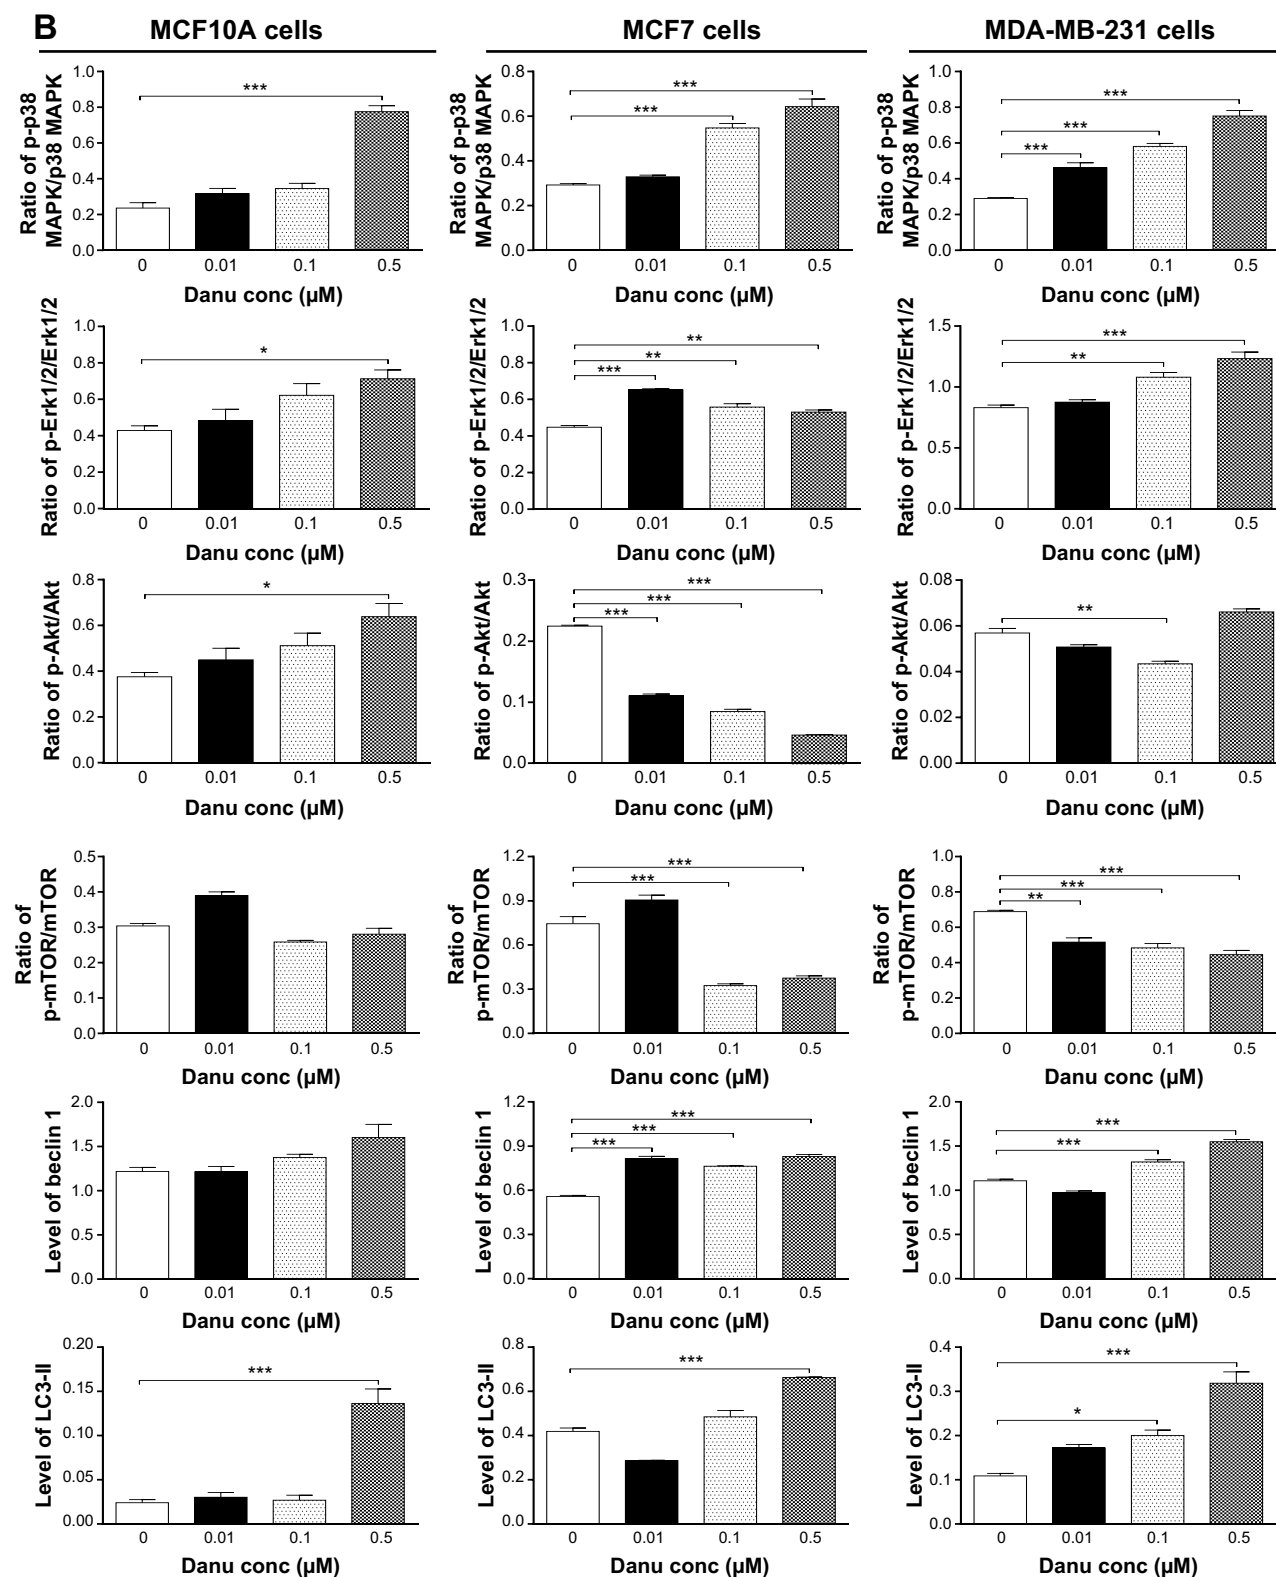 B
MCF10A cells
MCF7 cells
MDA-MB-231 cells
Ratio of p-p38
MAPK/p38 MAPK
1.0
0.8
0.6
0.4
0.2
0.0
***
0 0.01 0.1 0.5
Danu conc (µM)
Ratio of p-p38
MAPK/p38 MAPK
0.8
0.6
0.4
0.2
0.0
***
***
0 0.01 0.1 0.5
Danu conc (µM)
Ratio of p-p38
MAPK/p38 MAPK
1.0
0.8
0.6
0.4
0.2
0.0
***
***
***
0 0.01 0.1 0.5
Danu conc (µM)
Ratio of p-Erk1/2/Erk1/2
1.0
0.8
0.6
0.4
0.2
0.0
*
0 0.01 0.1 0.5
Danu conc (µM)
Ratio of p-Erk1/2/Erk1/2
1.0
0.8
0.6
0.4
0.2
0.0
**
**
***
0 0.01 0.1 0.5
Danu conc (µM)
Ratio of p-Erk1/2/Erk1/2
1.5
1.0
0.5
0.0
***
**
0 0.01 0.1 0.5
Danu conc (µM)
Ratio of p-Akt/Akt
0.8
0.6
0.4
0.2
0.0
*
0 0.01 0.1 0.5
Danu conc (µM)
Ratio of p-Akt/Akt
0.3
0.2
0.1
0.0
***
***
***
0 0.01 0.1 0.5
Danu conc (µM)
Ratio of p-Akt/Akt
0.08
0.06
0.04
0.02
0.00
**
0 0.01 0.1 0.5
Danu conc (µM)
Ratio of
p-mTOR/mTOR
0.5
0.4
0.3
0.2
0.1
0.0
0 0.01 0.1 0.5
Danu conc (µM)
Ratio of
p-mTOR/mTOR
1.2
0.9
0.6
0.3
0.0
***
***
0 0.01 0.1 0.5
Danu conc (µM)
Ratio of
p-mTOR/mTOR
1.0
0.8
0.6
0.4
0.2
0.0
***
***
**
0 0.01 0.1 0.5
Danu conc (µM)
Level of beclin 1
2.0
1.5
1.0
0.5
0.0
0 0.01 0.1 0.5
Danu conc (µM)
Level of beclin 1
1.2
0.9
0.6
0.3
0.0
***
***
***
0 0.01 0.1 0.5
Danu conc (µM)
Level of beclin 1
2.0
1.5
1.0
0.5
0.0
***
***
0 0.01 0.1 0.5
Danu conc (µM)
Level of LC3-II
0.20
0.15
0.10
0.05
0.00
***
0 0.01 0.1 0.5
Danu conc (µM)
Level of LC3-II
0.8
0.6
0.4
0.2
0.0
***
0 0.01 0.1 0.5
Danu conc (µM)
Level of LC3-II
0.4
0.3
0.2
0.1
0.0
***
*
0 0.01 0.1 0.5
Danu conc (µM)